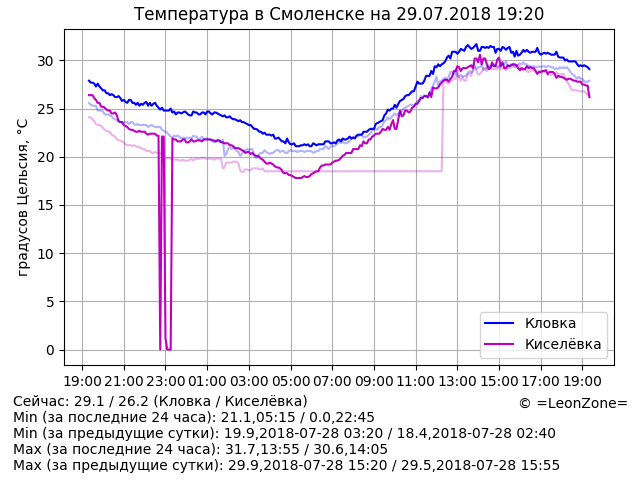 Температура в Смоленске на 29.07.2018 19:20
градусов Цельсия, °C
30
25
20
15
10
5
0
Кловка
Киселёвка
19:00 21:00 23:00 01:00 03:00 05:00 07:00 09:00 11:00 13:00 15:00 17:00 19:00
Сейчас: 29.1 / 26.2 (Кловка / Киселёвка)
© =LeonZone=
Min (за последние 24 часа): 21.1,05:15 / 0.0,22:45
Min (за предыдущие сутки): 19.9,2018-07-28 03:20 / 18.4,2018-07-28 02:40
Max (за последние 24 часа): 31.7,13:55 / 30.6,14:05
Max (за предыдущие сутки): 29.9,2018-07-28 15:20 / 29.5,2018-07-28 15:55